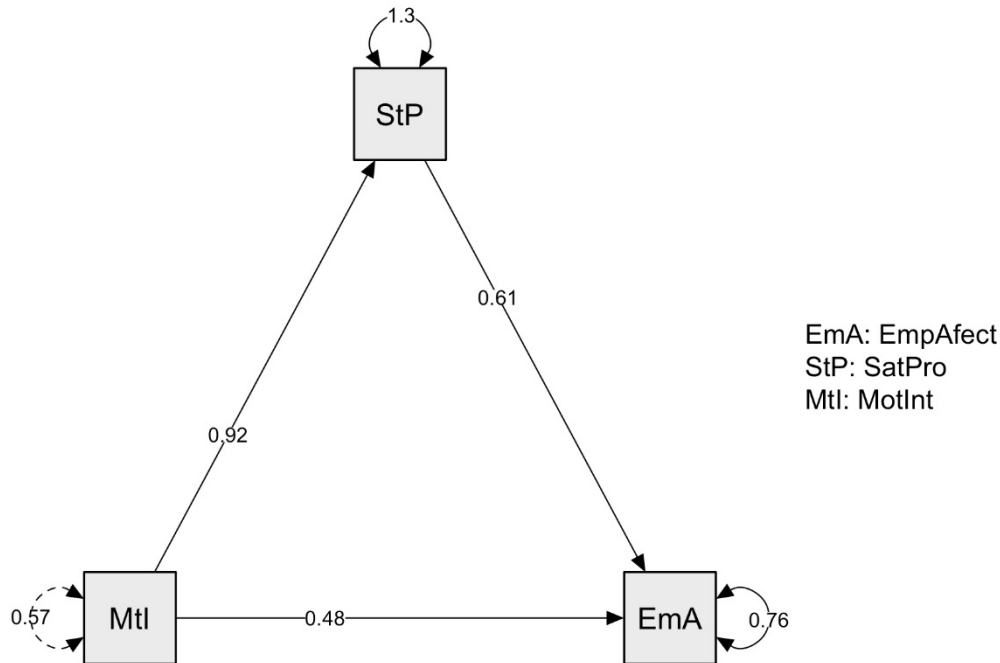 1.3
StP
0.61
EmA: EmpAfect
StP: SatPro
MtI: MotInt
0.92
0.57
MtI
0.48
EmA
0.76